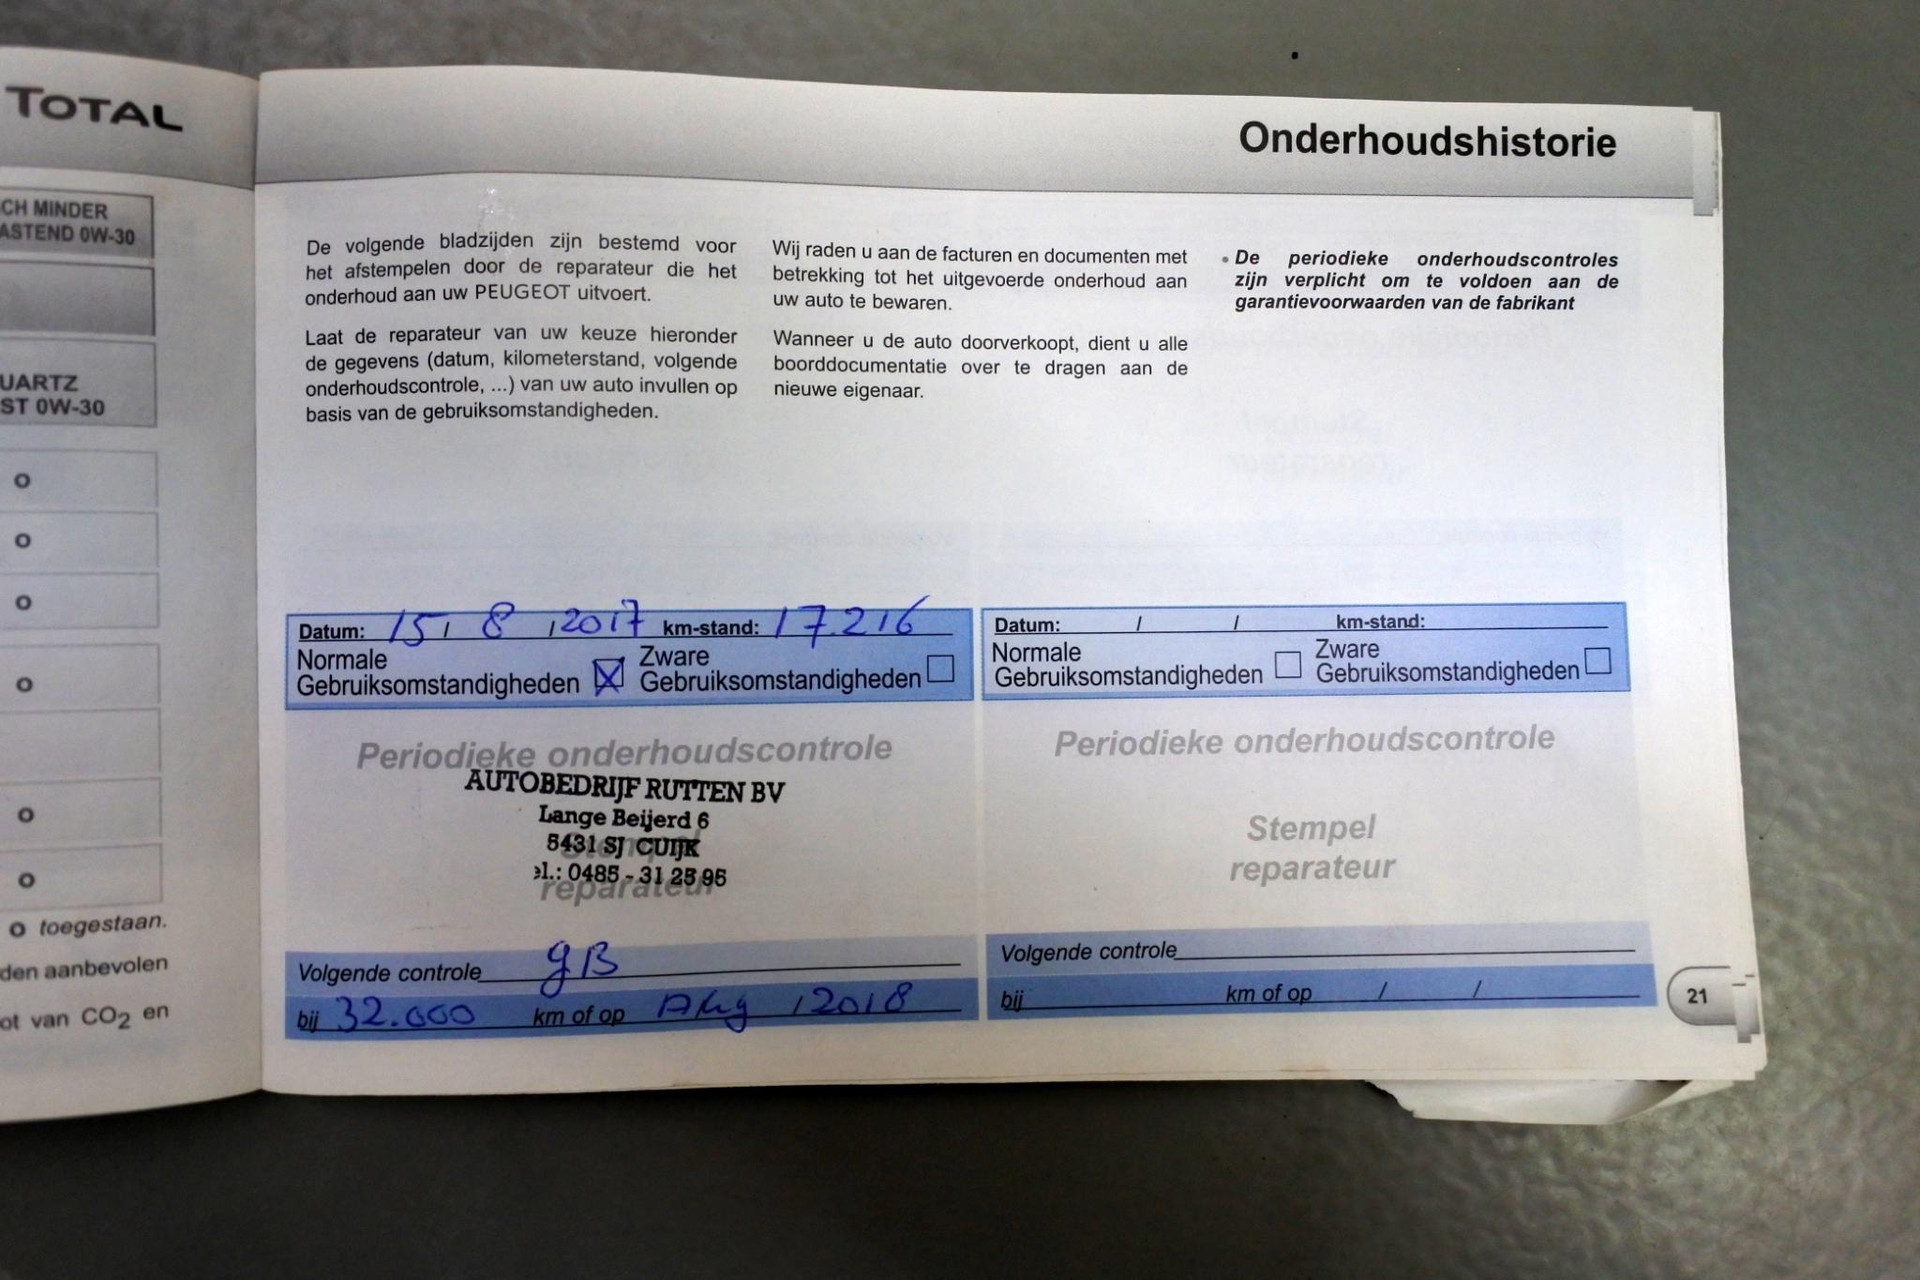 TOTAL
CH MINDER
ASTEND 0W-30
UARTZ
ST 0W-30
o
o
o
o
o
o
o toegestaan.
den aanbevolen
ot van CO2 en
Onderhoudshistorie
De volgende bladzijden zijn bestemd voor
het afstempelen door de reparateur die het
onderhoud aan uw PEUGEOT uitvoert.
Laat de reparateur van uw keuze hieronder
de gegevens (datum, kilometerstand, volgende
onderhoudscontrole, ...) van uw auto invullen op
basis van de gebruiksomstandigheden.
Wij raden u aan de facturen en documenten met
betrekking tot het uitgevoerde onderhoud aan
uw auto te bewaren.
Wanneer u de auto doorverkoopt, dient u alle
boorddocumentatie over te dragen aan de
nieuwe eigenaar.
• De periodieke onderhoudscontroles
zijn verplicht om te voldoen aan de
garantievoorwaarden van de fabrikant
Datum: 15 / 8 / 2017 km-stand: 17.216
Normale
Gebruiksomstandigheden
Zware
Gebruiksomstandigheden
Periodieke onderhoudscontrole
AUTOBEDRIJF RUTTEN BV
Lange Beijerd 6
5431 SJ CUIJK
el.: 0485 - 31 25 95
Stempel
reparateur
Volgende controle gB
bij 32.000 km of op Aug / 2018
Datum: / / km-stand:
Normale
Gebruiksomstandigheden
Zware
Gebruiksomstandigheden
Periodieke onderhoudscontrole
Stempel
reparateur
Volgende controle
bij km of op / /
21